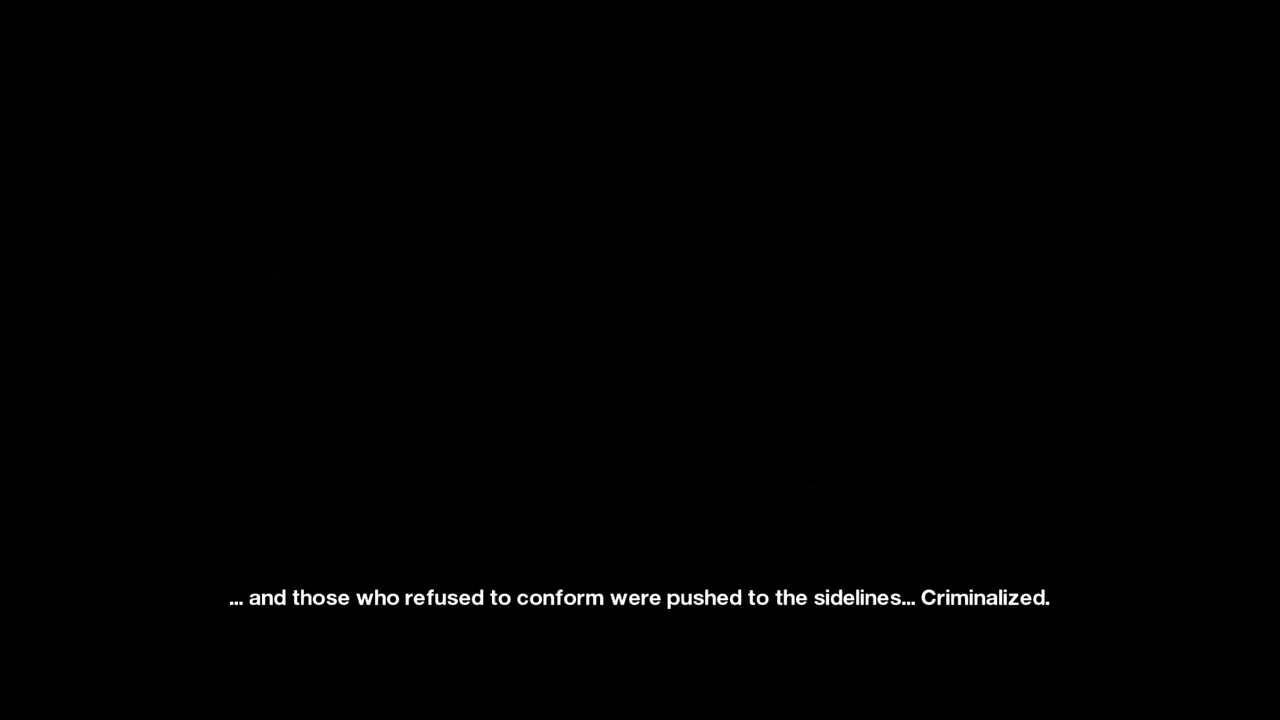 ... and those who refused to conform were pushed to the sidelines... Criminalized.